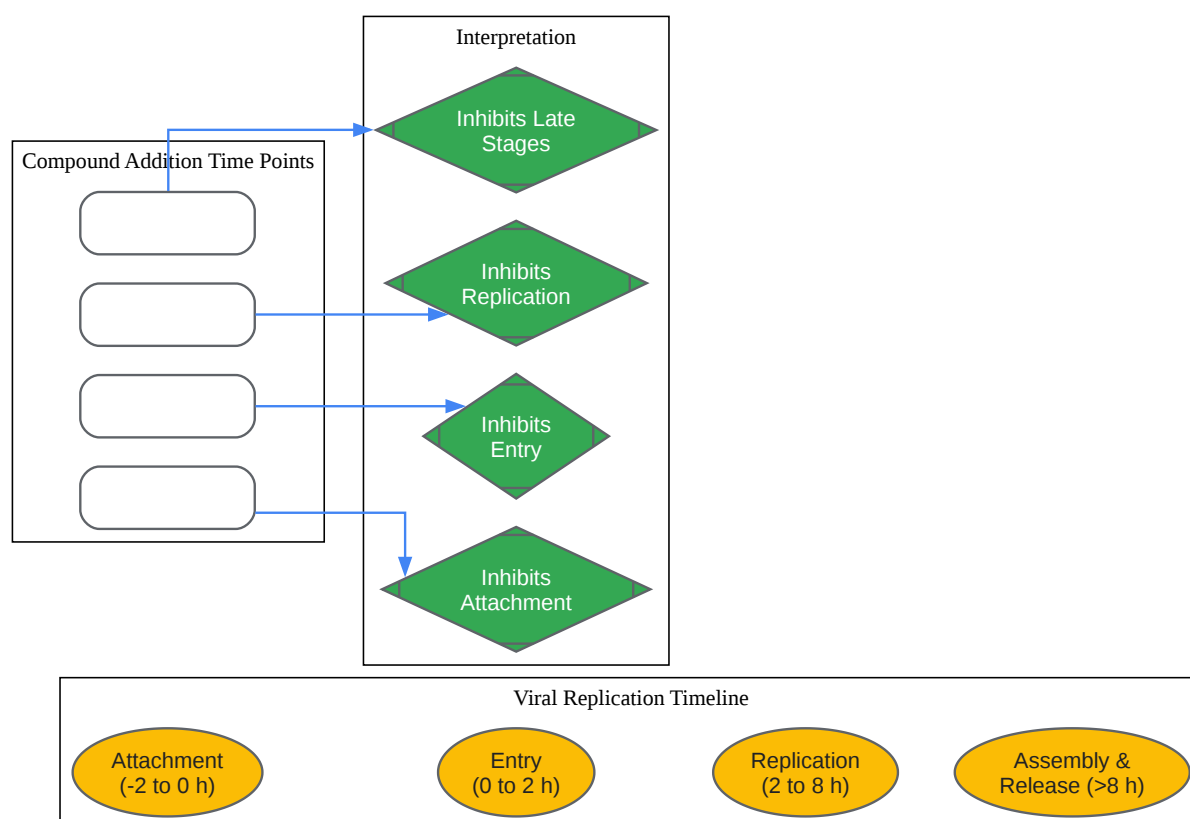 Interpretation
Inhibits Late
Stages
Compound Addition Time Points
Inhibits
Replication
Inhibits
Entry
Inhibits
Attachment
Viral Replication Timeline
Attachment
(-2 to 0 h)
Entry
(0 to 2 h)
Replication
(2 to 8 h)
Assembly &
Release (>8 h)